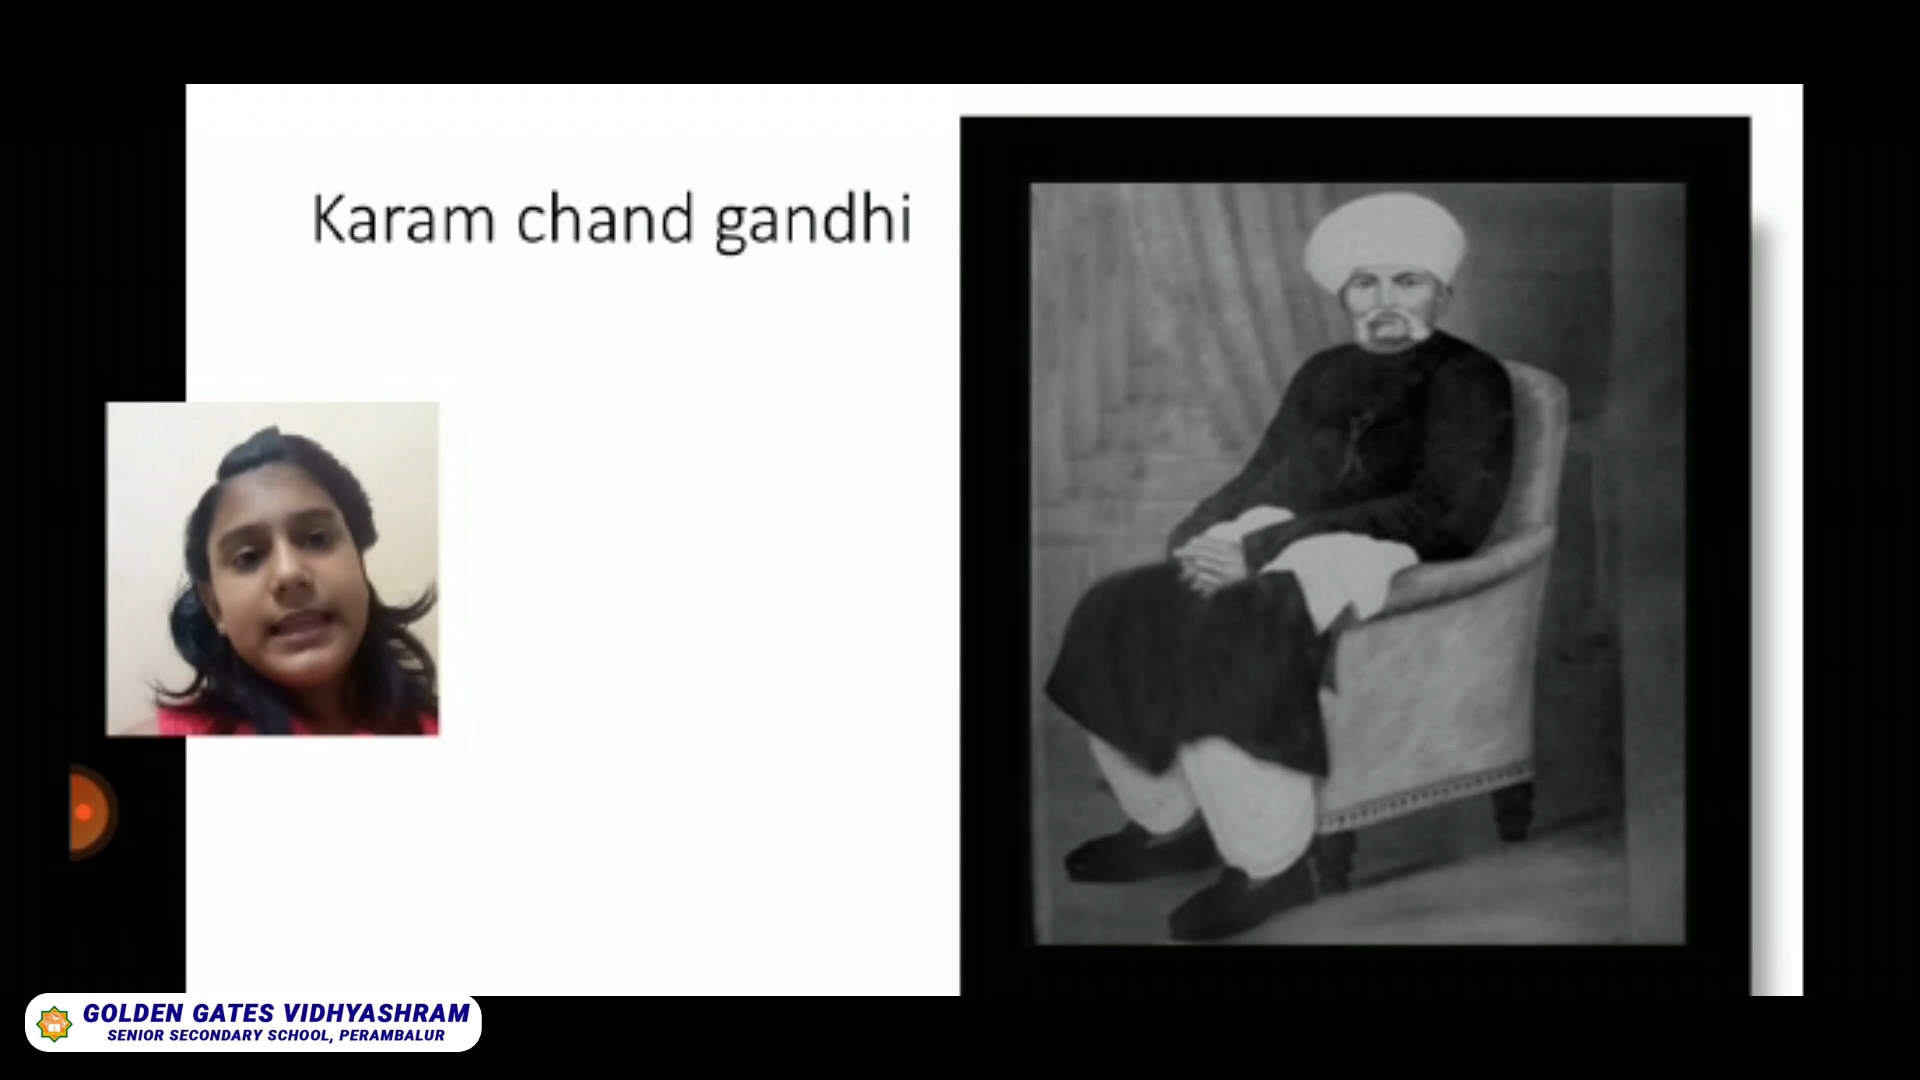 Karam chand gandhi
GOLDEN GATES VIDHYASHRAM
SENIOR SECONDARY SCHOOL, PERAMBALUR